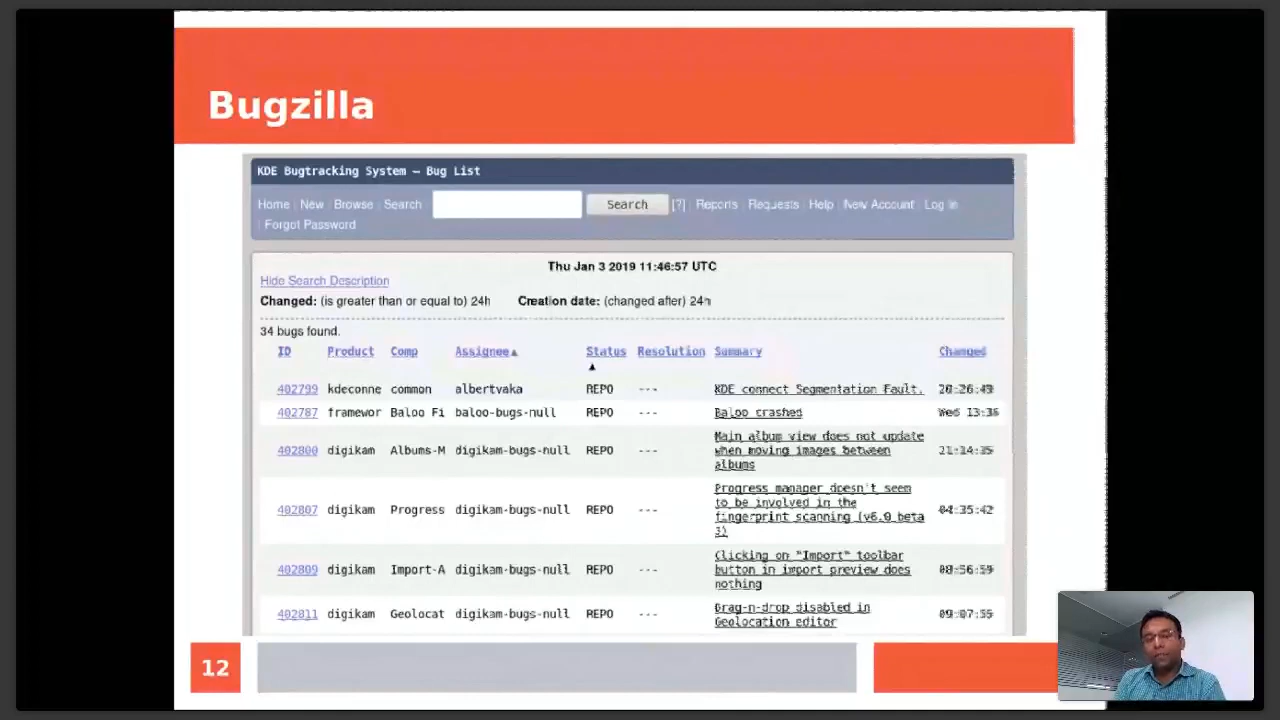 Bugzilla
KDE Bugtracking System – Bug List
Home New Browse Search Search [?] Reports Requests Help New Account Log In
Forgot Password
Thu Jan 3 2019 11:46:57 UTC
Hide Search Description
Changed: (is greater than or equal to) 24h Creation date: (changed after) 24h
34 bugs found.
ID Product Comp Assignee▲ Status Resolution Summary Changed
▲
402799 kdeconne common albertvaka REPO --- KDE connect Segmentation Fault. 20:26:49
402787 framewor Baloo Fi baloo-bugs-null REPO --- Baloo crashed Wed 13:36
Main album view does not update
402800 digikam Albums-M digikam-bugs-null REPO --- when moving images between 21:14:35
albums
Progress manager doesn't seem
to be involved in the
402807 digikam Progress digikam-bugs-null REPO --- fingerprint scanning (v6.0 beta 04:35:42
3)
Clicking on "Import" toolbar
402809 digikam Import-A digikam-bugs-null REPO --- button in import preview does 08:56:59
nothing
402811 digikam Geolocat digikam-bugs-null REPO --- Drag-n-drop disabled in 09:07:55
Geolocation editor
12